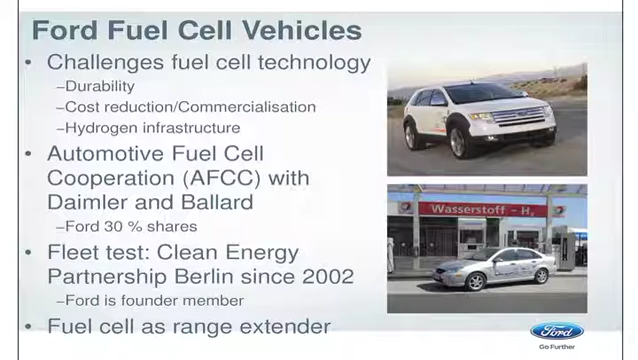 Ford Fuel Cell Vehicles
• Challenges fuel cell technology
–Durability
–Cost reduction/Commercialisation
–Hydrogen infrastructure
• Automotive Fuel Cell
Cooperation (AFCC) with
Daimler and Ballard
–Ford 30 % shares
• Fleet test: Clean Energy
Partnership Berlin since 2002
–Ford is founder member
• Fuel cell as range extender
Wasserstoff - H₂
Ford
Go Further